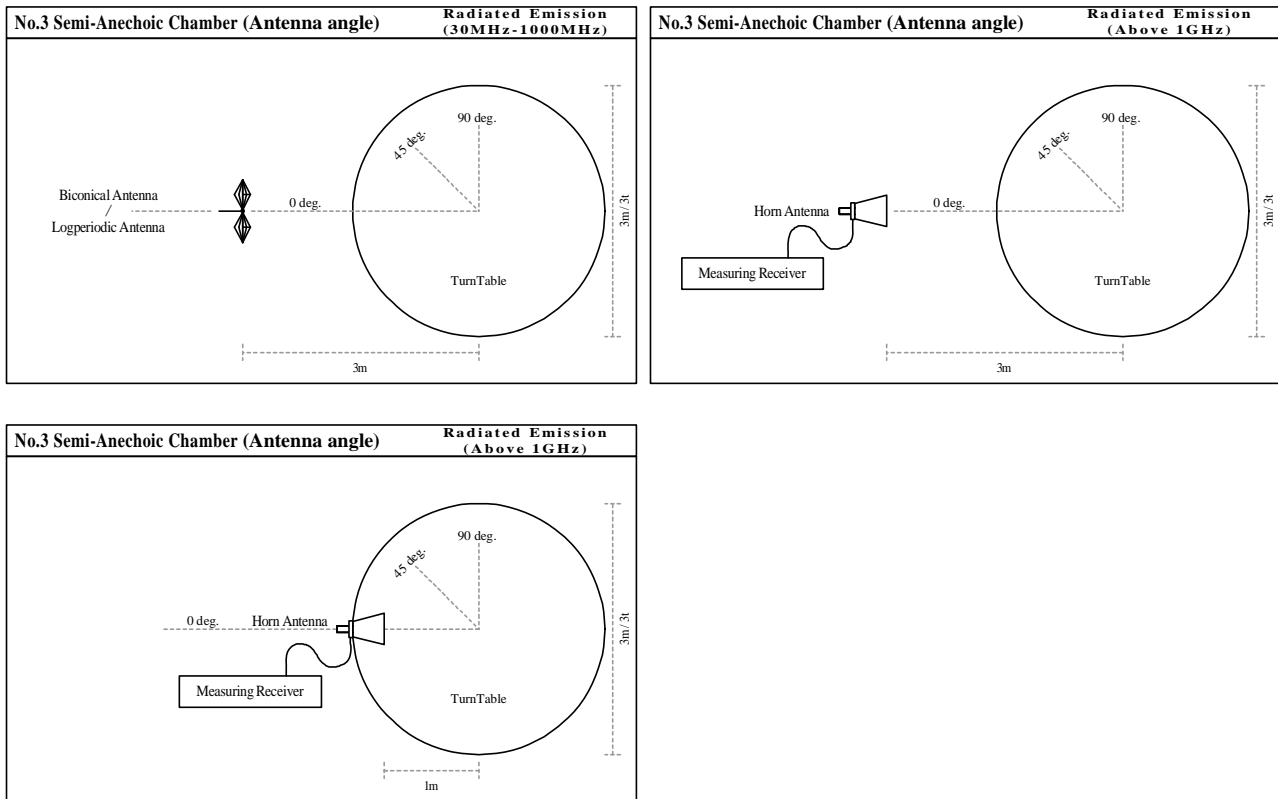 No.3 Semi-Anechoic Chamber (Antenna angle)
Radiated Emission
(30MHz-1000MHz)
90 deg.
45 deg.
Biconical Antenna
/
Logperiodic Antenna
0 deg.
3m / 3t
TurnTable
3m
No.3 Semi-Anechoic Chamber (Antenna angle)
Radiated Emission
(Above 1GHz)
90 deg.
45 deg.
Horn Antenna
0 deg.
3m / 3t
Measuring Receiver
TurnTable
3m
No.3 Semi-Anechoic Chamber (Antenna angle)
Radiated Emission
(Above 1GHz)
90 deg.
45 deg.
0 deg.
Horn Antenna
3m / 3t
Measuring Receiver
TurnTable
1m